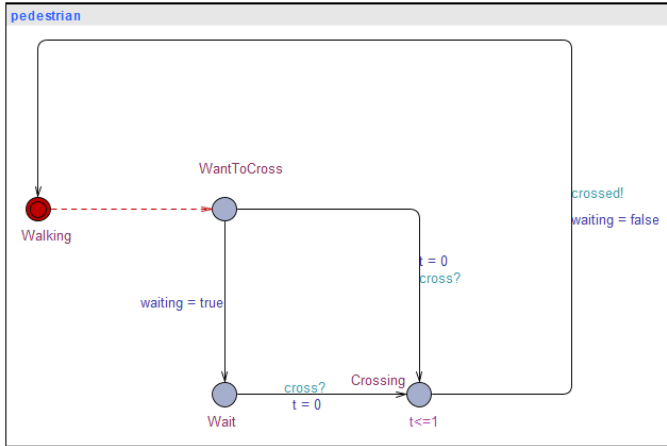 pedestrian
WantToCross
crossed!
waiting = false
Walking
t = 0
cross?
waiting = true
cross?
t = 0
Crossing
Wait
t<=1